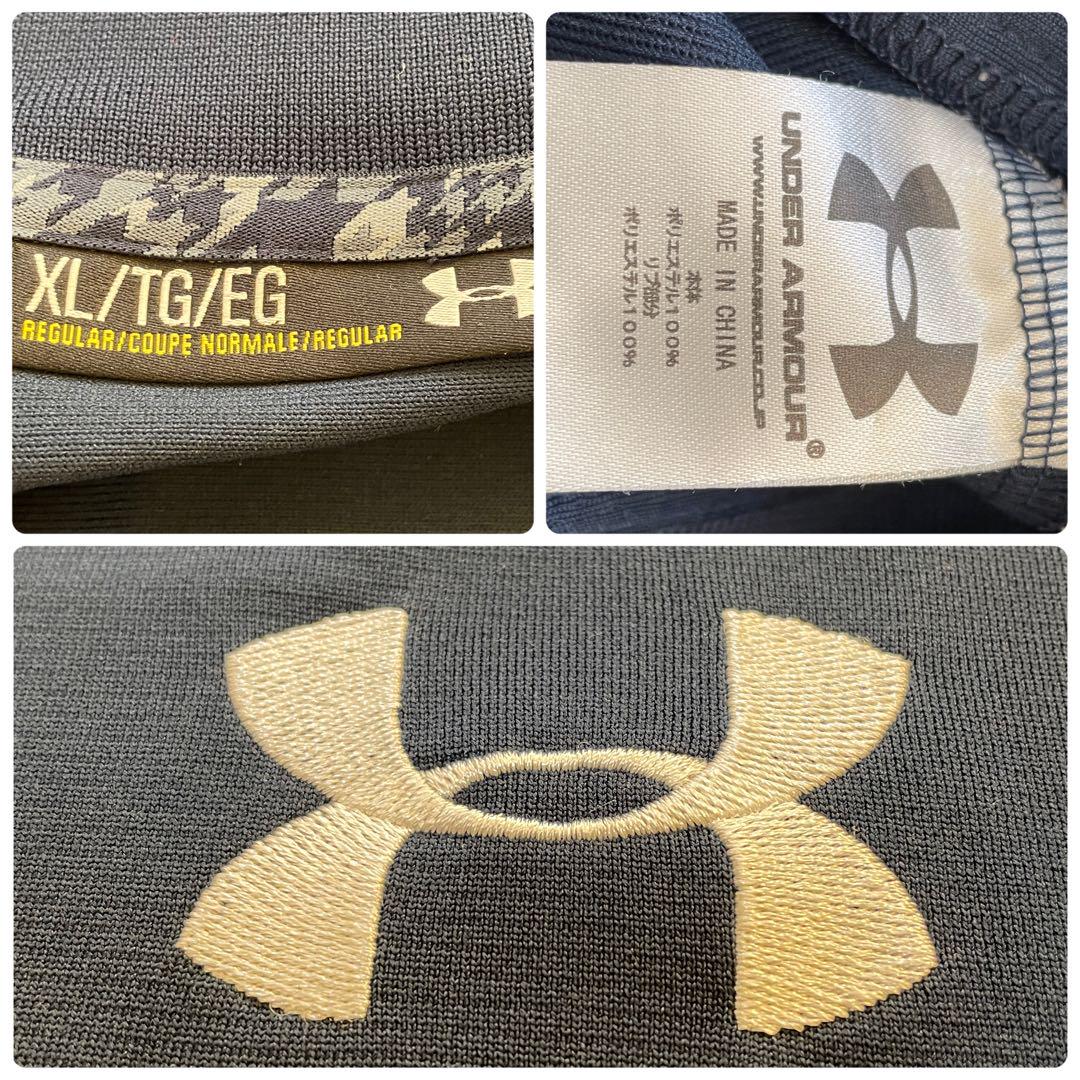 XL/TG/EG
REGULAR/COUPE NORMALE/REGULAR
UNDER ARMOUR®
WWW.UNDERARMOUR.CO.JP
MADE IN CHINA
本体
ポリエステル100%
リブ部分
ポリエステル100%